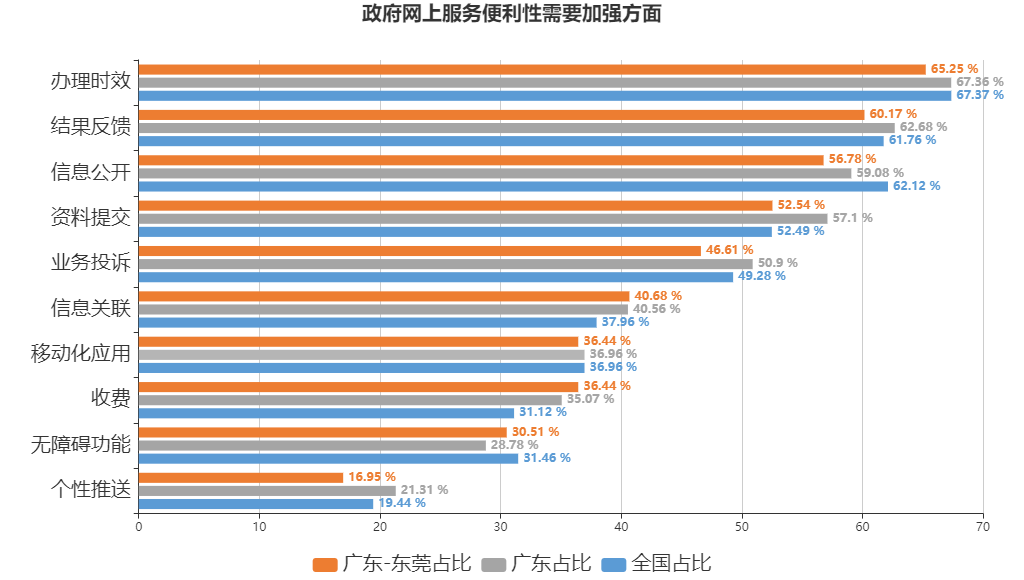 政府网上服务便利性需要加强方面
办理时效
65.25 %
67.36 %
67.37 %
结果反馈
60.17 %
62.68 %
61.76 %
信息公开
56.78 %
59.08 %
62.12 %
资料提交
52.54 %
57.1 %
52.49 %
业务投诉
46.61 %
50.9 %
49.28 %
信息关联
40.68 %
40.56 %
37.96 %
移动化应用
36.44 %
36.96 %
36.96 %
收费
36.44 %
35.07 %
31.12 %
无障碍功能
30.51 %
28.78 %
31.46 %
个性推送
16.95 %
21.31 %
19.44 %
0 10 20 30 40 50 60 70
广东-东莞占比 广东占比 全国占比